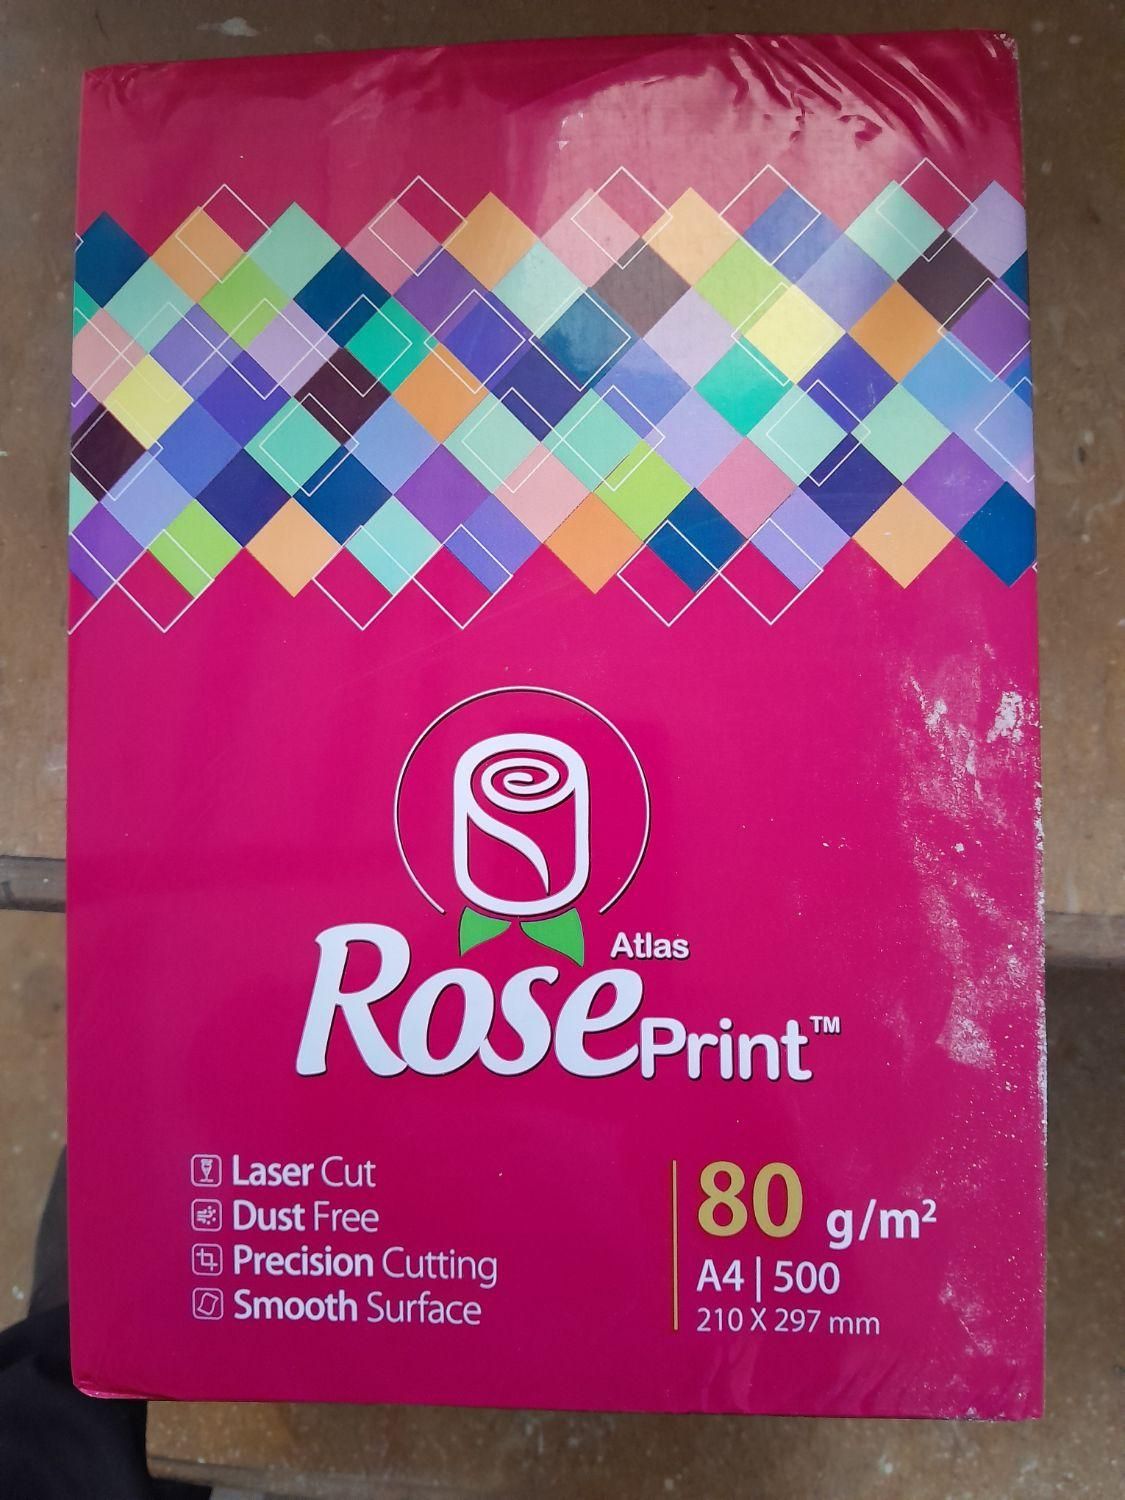 Atlas
Rose Print™
Laser Cut
Dust Free
Precision Cutting
Smooth Surface
80 g/m²
A4 | 500
210 X 297 mm